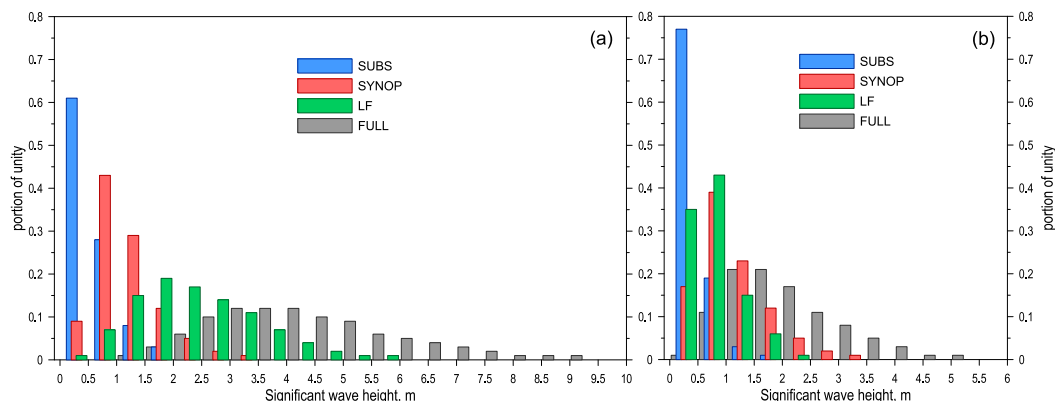 0.8
0.7
0.6
0.5
0.4
0.3
0.2
0.1
0
portion of unity
(a)
SUBS
SYNOP
LF
FULL
0 0.5 1 1.5 2 2.5 3 3.5 4 4.5 5 5.5 6 6.5 7 7.5 8 8.5 9 9.5 10
Significant wave height, m
0.8
0.7
0.6
0.5
0.4
0.3
0.2
0.1
0
(b)
SUBS
SYNOP
LF
FULL
0 0.5 1 1.5 2 2.5 3 3.5 4 4.5 5 5.5 6
Significant wave height, m
0.8
0.7
0.6
0.5
0.4
0.3
0.2
0.1
0
portion of unity